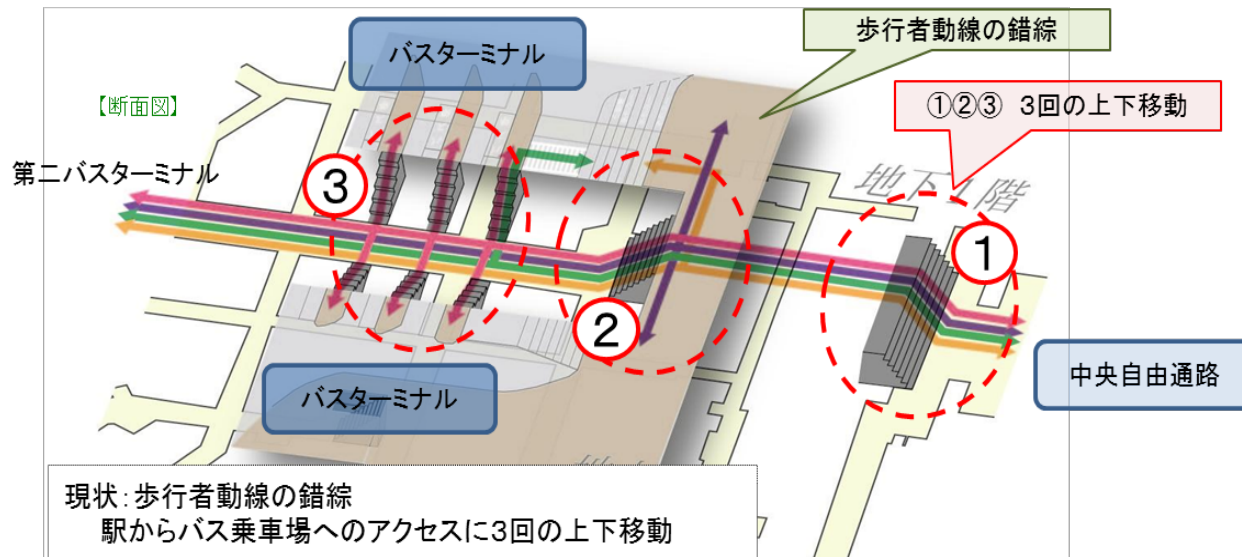 バスターミナル
歩行者動線の錯綜
【断面図】
①②③ 3回の上下移動
第二バスターミナル
地下1階
③
①
②
中央自由通路
バスターミナル
現状:歩行者動線の錯綜
駅からバス乗車場へのアクセスに3回の上下移動